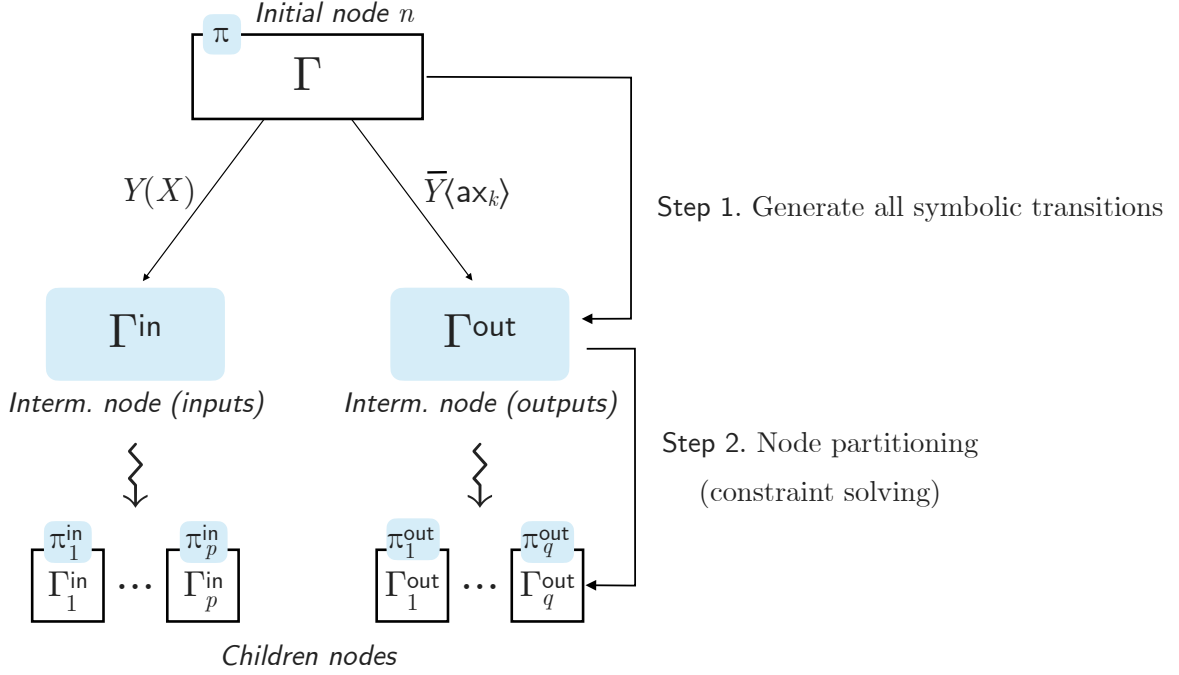 Initial node n
π
Γ
Y(X)
Ȳ⟨ax_k⟩
Step 1. Generate all symbolic transitions
Γ^in
Γ^out
Interm. node (inputs)
Interm. node (outputs)
Step 2. Node partitioning
(constraint solving)
π_1^in
π_p^in
π_1^out
π_q^out
Γ_1^in
...
Γ_p^in
Γ_1^out
...
Γ_q^out
Children nodes